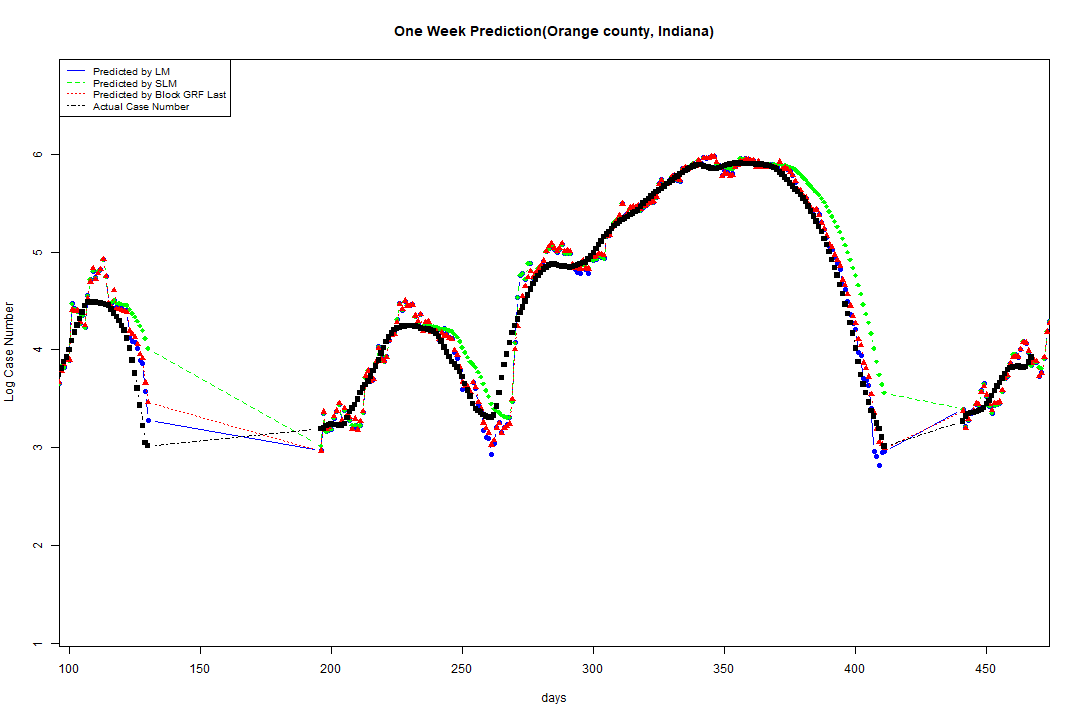 One Week Prediction(Orange county, Indiana)
Predicted by LM
Predicted by SLM
Predicted by Block GRF Last
Actual Case Number
Log Case Number
6
5
4
3
2
1
100 150 200 250 300 350 400 450
days